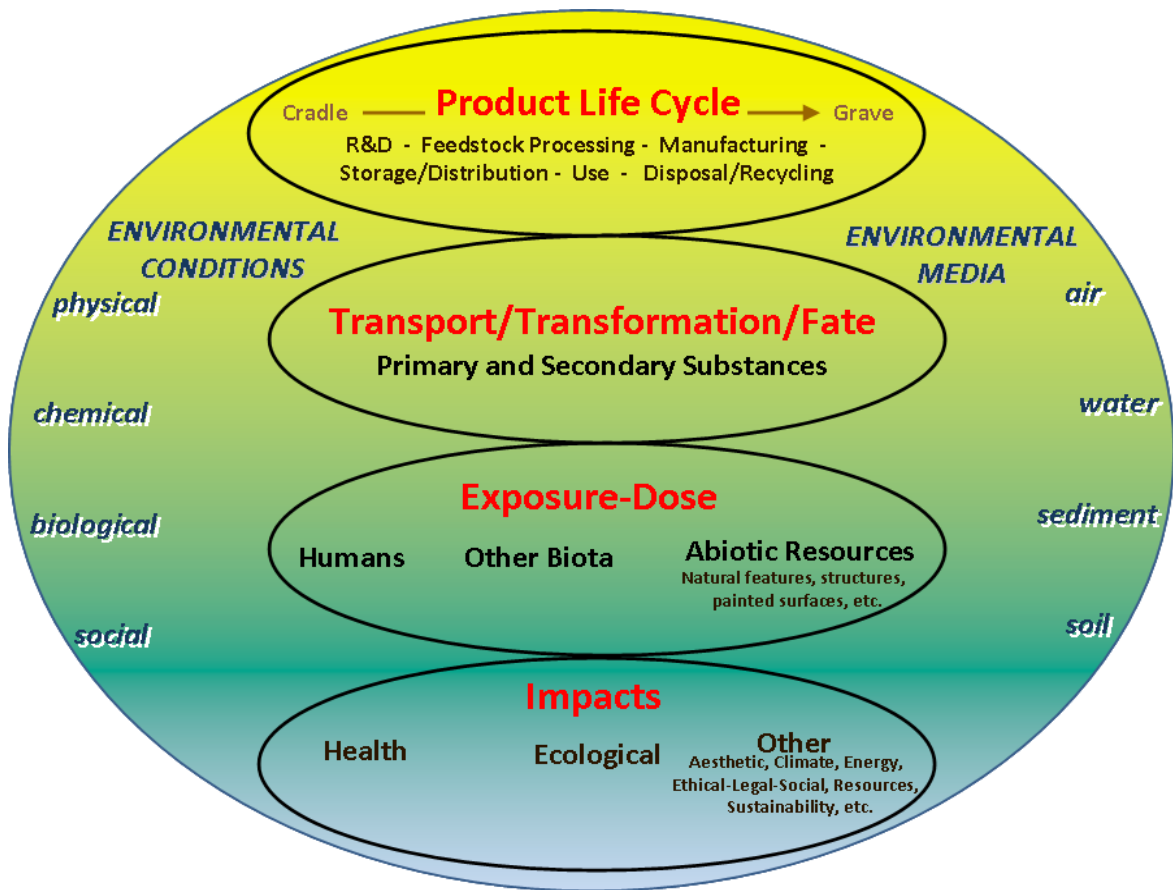 Product Life Cycle
Cradle
Grave
R&D - Feedstock Processing - Manufacturing -
Storage/Distribution - Use - Disposal/Recycling
ENVIRONMENTAL
CONDITIONS
physical
chemical
biological
social
ENVIRONMENTAL
MEDIA
air
water
sediment
soil
Transport/Transformation/Fate
Primary and Secondary Substances
Exposure-Dose
Humans
Other Biota
Abiotic Resources
Natural features, structures,
painted surfaces, etc.
Impacts
Health
Ecological
Other
Aesthetic, Climate, Energy,
Ethical-Legal-Social, Resources,
Sustainability, etc.